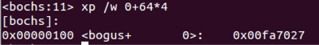 <bochs:11> xp /w 0+64*4
[bochs]:
0x00000100 <bogus+       0>:    0x00fa7027